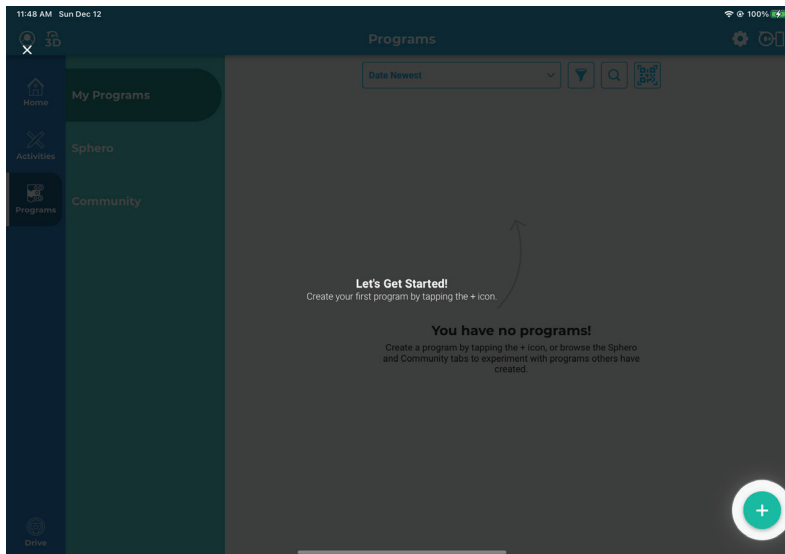 11:48 AM Sun Dec 12
100%
3D
Programs
Date Newest
Home
My Programs
Activities
Sphero
Programs
Community
Let's Get Started!
Create your first program by tapping the + icon.
You have no programs!
Create a program by tapping the + icon, or browse the Sphero
and Community tabs to experiment with programs others have
created.
+
Drive